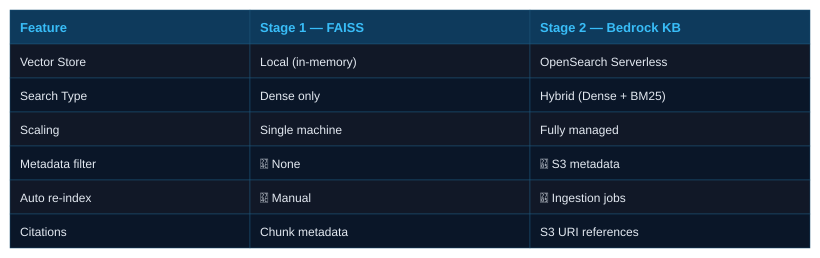 Feature Stage 1 — FAISS Stage 2 — Bedrock KB
Vector Store Local (in-memory) OpenSearch Serverless
Search Type Dense only Hybrid (Dense + BM25)
Scaling Single machine Fully managed
Metadata filter None S3 metadata
Auto re-index Manual Ingestion jobs
Citations Chunk metadata S3 URI references